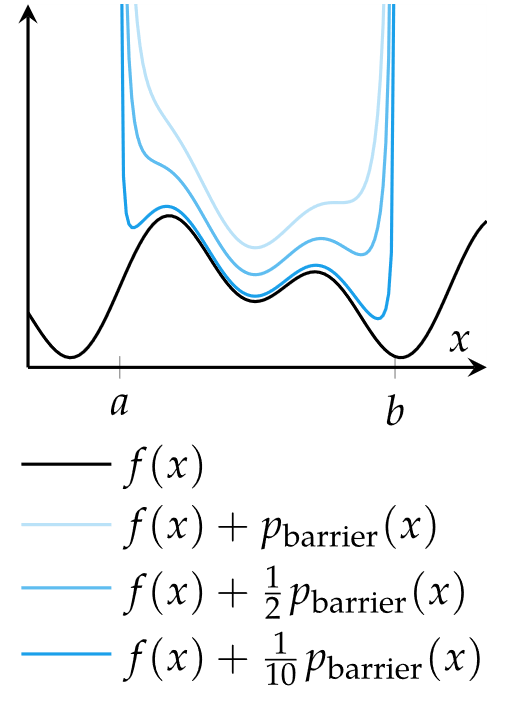 x
a
b
f(x)
f(x) + p_barrier(x)
f(x) + 1/2 p_barrier(x)
f(x) + 1/10 p_barrier(x)